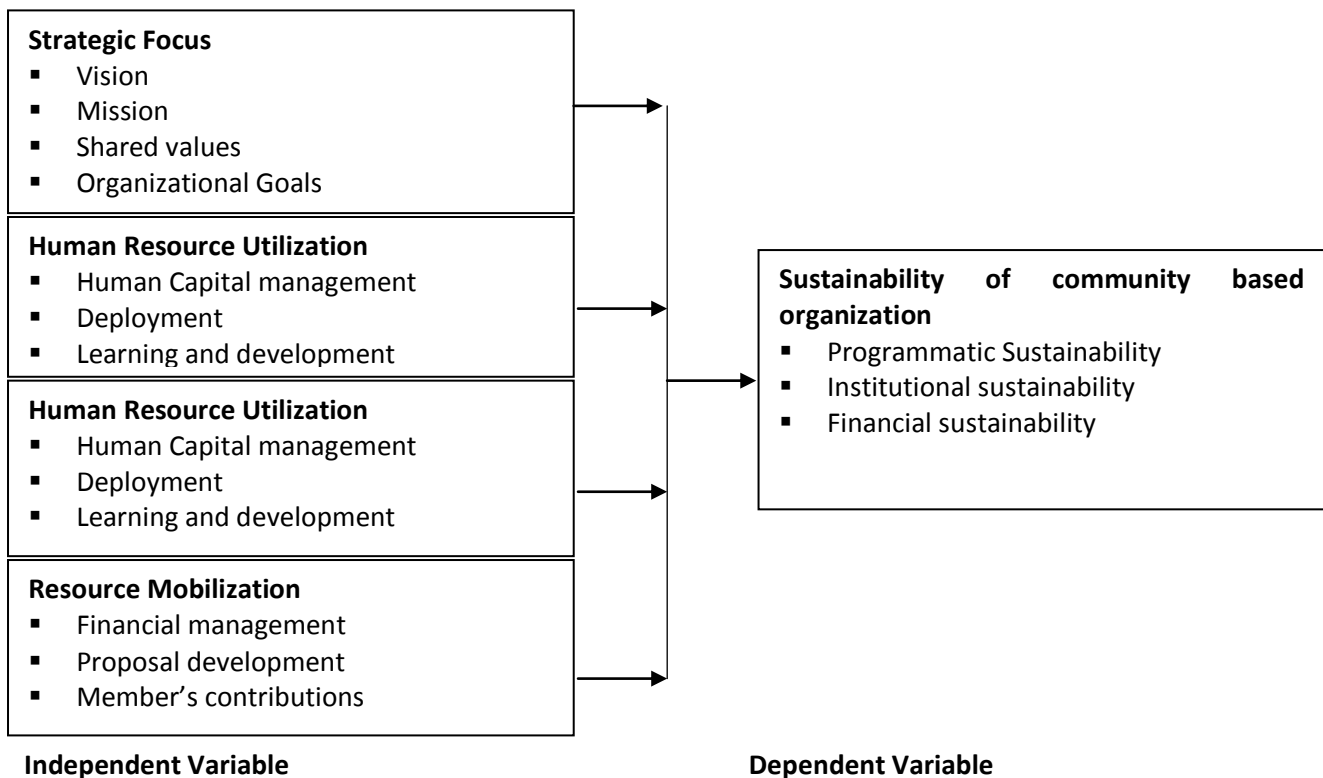 Strategic Focus
▪ Vision
▪ Mission
▪ Shared values
▪ Organizational Goals
Human Resource Utilization
▪ Human Capital management
▪ Deployment
▪ Learning and development
Human Resource Utilization
▪ Human Capital management
▪ Deployment
▪ Learning and development
Resource Mobilization
▪ Financial management
▪ Proposal development
▪ Member’s contributions
Independent Variable
Sustainability of community based
organization
▪ Programmatic Sustainability
▪ Institutional sustainability
▪ Financial sustainability
Dependent Variable